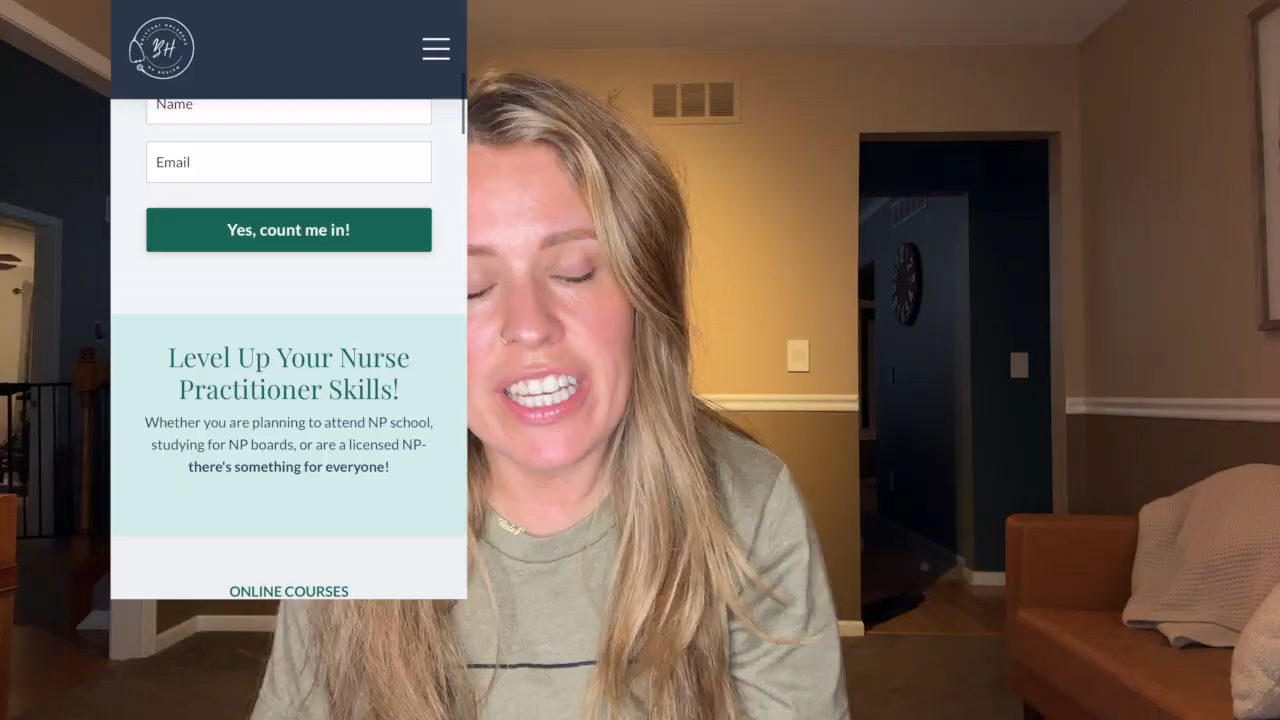 BH
Name
Email
Yes, count me in!
Level Up Your Nurse
Practitioner Skills!
Whether you are planning to attend NP school,
studying for NP boards, or are a licensed NP-
there's something for everyone!
ONLINE COURSES